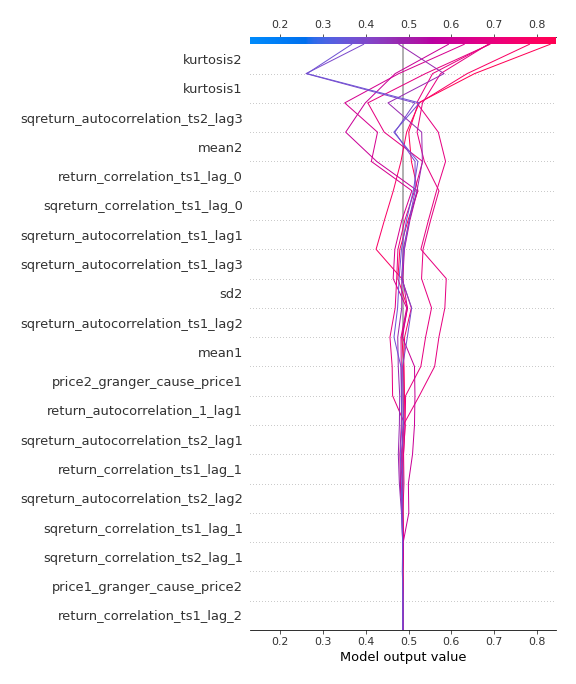 0.2 0.3 0.4 0.5 0.6 0.7 0.8
kurtosis2
kurtosis1
sqreturn_autocorrelation_ts2_lag3
mean2
return_correlation_ts1_lag_0
sqreturn_correlation_ts1_lag_0
sqreturn_autocorrelation_ts1_lag1
sqreturn_autocorrelation_ts1_lag3
sd2
sqreturn_autocorrelation_ts1_lag2
mean1
price2_granger_cause_price1
return_autocorrelation_1_lag1
sqreturn_autocorrelation_ts2_lag1
return_correlation_ts1_lag_1
sqreturn_autocorrelation_ts2_lag2
sqreturn_correlation_ts1_lag_1
sqreturn_correlation_ts2_lag_1
price1_granger_cause_price2
return_correlation_ts1_lag_2
0.2 0.3 0.4 0.5 0.6 0.7 0.8
Model output value